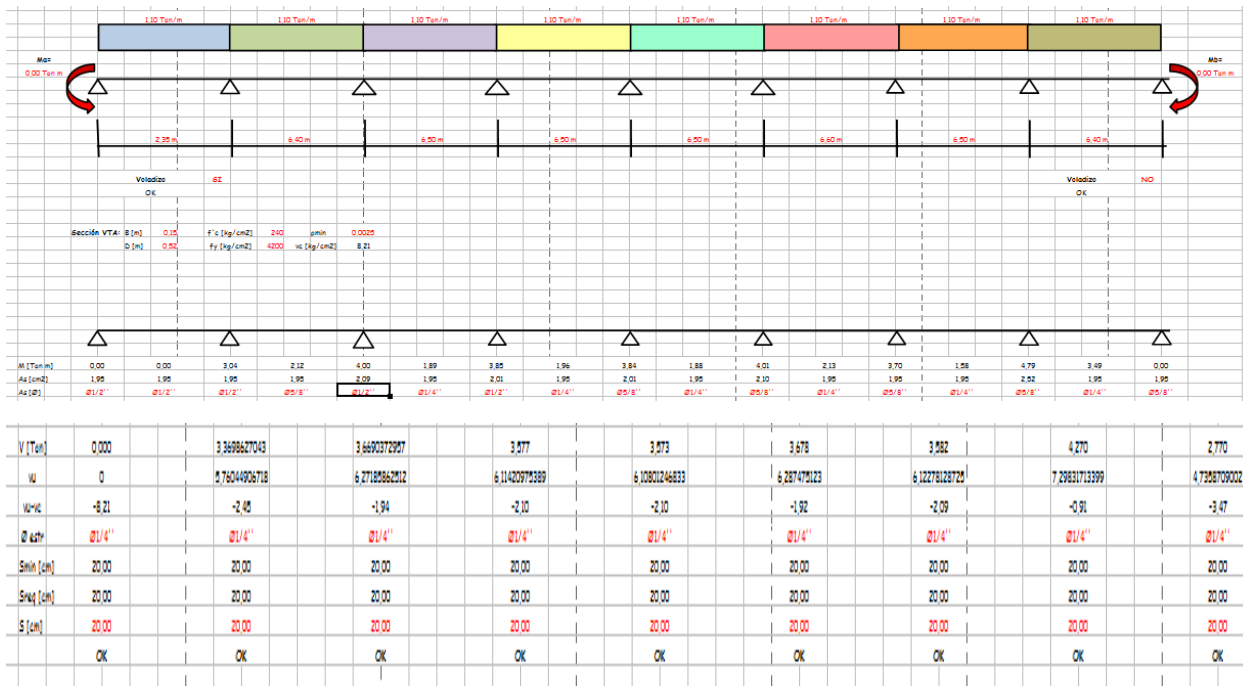 1,10 Ton/m 1,10 Ton/m 1,10 Ton/m 1,10 Ton/m 1,10 Ton/m 1,10 Ton/m 1,10 Ton/m 1,10 Ton/m
Ma= Mb=
0,00 Ton m 0,00 Ton m
2,35 m 6,40 m 6,50 m 6,50 m 6,50 m 6,60 m 6,50 m 6,40 m
Voladizo SI Voladizo NO
OK OK
Sección VTA: B [m] 0,15 f'c [kg/cm2] 240 ρmin 0,0025
D [m] 0,52 fy [kg/cm2] 4200 vc [kg/cm2] 8,21
M [Ton m] 0,00 0,00 3,04 2,12 4,00 1,89 3,85 1,96 3,84 1,88 4,01 2,13 3,70 1,58 4,79 3,49 0,00
As [cm2] 1,95 1,95 1,95 1,95 2,09 1,95 2,01 1,95 2,01 1,95 2,10 1,95 1,95 1,95 2,52 1,95 1,95
As [Ø] Ø1/2'' Ø1/2'' Ø1/2'' Ø5/8'' Ø1/2'' Ø1/4'' Ø1/2'' Ø1/4'' Ø5/8'' Ø1/4'' Ø5/8'' Ø1/4'' Ø5/8'' Ø1/4'' Ø5/8'' Ø1/4'' Ø5/8''
V [Ton] 0,000 3,3698627043 3,6690372957 3,577 3,573 3,678 3,582 4,270 2,770
vu 0 5,76044906718 6,27185862512 6,11420975389 6,10801246833 6,287475123 6,12278128725 7,29831713399 4,7358709002
vu-vc -8,21 -2,45 -1,94 -2,10 -2,10 -1,92 -2,09 -0,91 -3,47
Ø estr Ø1/4'' Ø1/4'' Ø1/4'' Ø1/4'' Ø1/4'' Ø1/4'' Ø1/4'' Ø1/4'' Ø1/4''
Smin [cm] 20,00 20,00 20,00 20,00 20,00 20,00 20,00 20,00 20,00
Sreq [cm] 20,00 20,00 20,00 20,00 20,00 20,00 20,00 20,00 20,00
S [cm] 20,00 20,00 20,00 20,00 20,00 20,00 20,00 20,00 20,00
OK OK OK OK OK OK OK OK OK